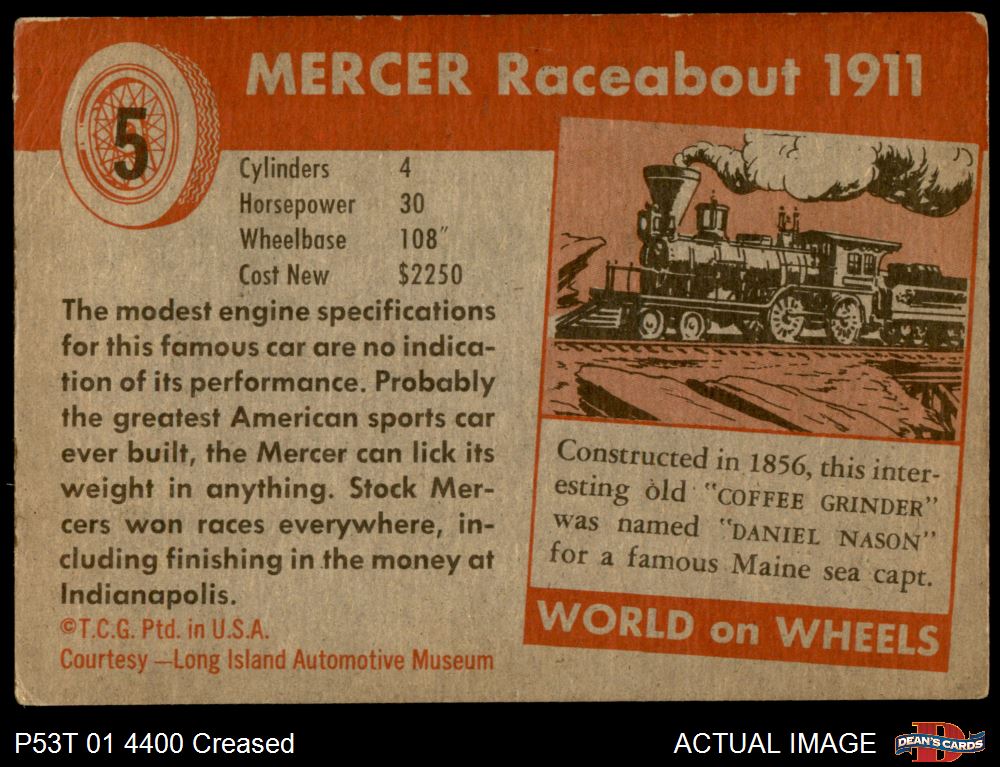 MERCER Raceabout 1911
5
Cylinders 4
Horsepower 30
Wheelbase 108"
Cost New $2250
The modest engine specifications
for this famous car are no indica-
tion of its performance. Probably
the greatest American sports car
ever built, the Mercer can lick its
weight in anything. Stock Mer-
cers won races everywhere, in-
cluding finishing in the money at
Indianapolis.
©T.C.G. Ptd. in U.S.A.
Courtesy —Long Island Automotive Museum
Constructed in 1856, this inter-
esting old "COFFEE GRINDER"
was named "DANIEL NASON"
for a famous Maine sea capt.
WORLD on WHEELS
P53T 01 4400 Creased
ACTUAL IMAGE
D
DEAN'S CARDS